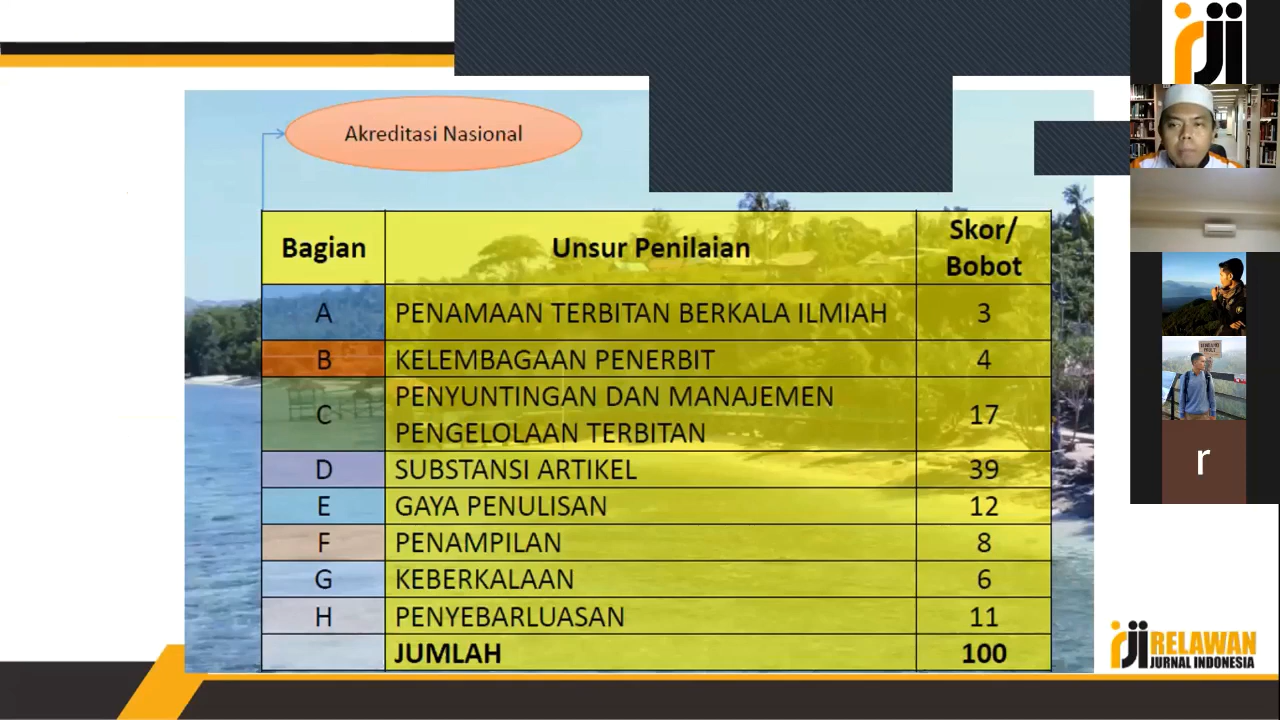 Akreditasi Nasional
Bagian
Unsur Penilaian
Skor/
Bobot
A
PENAMAAN TERBITAN BERKALA ILMIAH
3
B
KELEMBAGAAN PENERBIT
4
C
PENYUNTINGAN DAN MANAJEMEN
PENGELOLAAN TERBITAN
17
D
SUBSTANSI ARTIKEL
39
E
GAYA PENULISAN
12
F
PENAMPILAN
8
G
KEBERKALAAN
6
H
PENYEBARLUASAN
11
JUMLAH
100
rji
r
rji RELAWAN
JURNAL INDONESIA